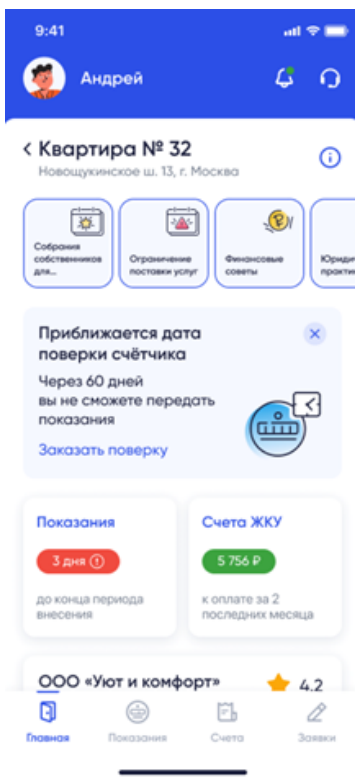 9:41
Андрей
Квартира № 32
Новощукинское ш. 13, г. Москва
Собрания
собственников
для...
Ограничение
поставки услуг
Финансовые
советы
Юриди
практи
Приближается дата
поверки счётчика
Через 60 дней
вы не сможете передать
показания
Заказать поверку
Показания
3 дня
до конца периода
внесения
Счета ЖКУ
5 756 ₽
к оплате за 2
последних месяца
ООО «Уют и комфорт»
4.2
Главная
Показания
Счета
Заявки